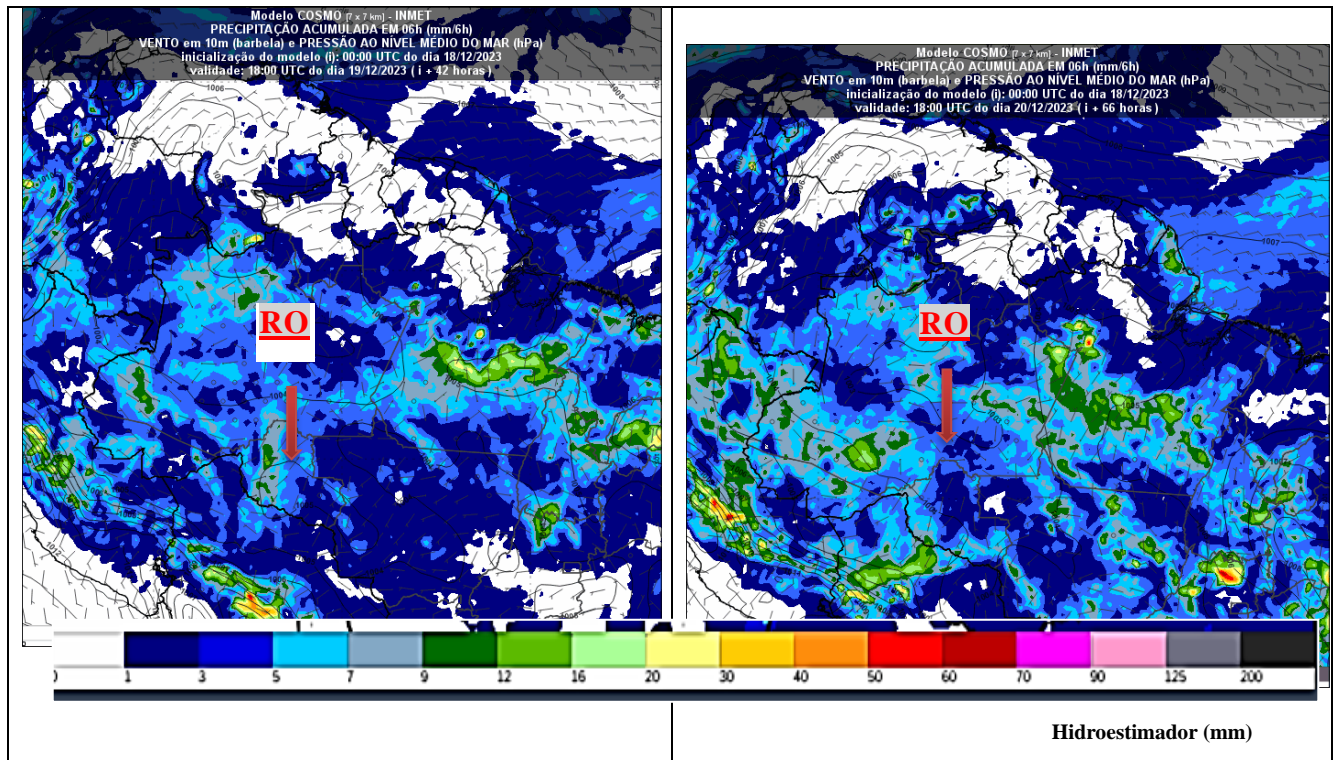 Modelo COSMO [7 x 7 km] - INMET
PRECIPITAÇÃO ACUMULADA EM 06h (mm/6h)
VENTO em 10m (barbela) e PRESSÃO AO NÍVEL MÉDIO DO MAR (hPa)
inicialização do modelo (i): 00:00 UTC do dia 18/12/2023
validade: 18:00 UTC do dia 19/12/2023 ( i + 42 horas )
RO
Modelo COSMO [7 x 7 km] - INMET
PRECIPITAÇÃO ACUMULADA EM 06h (mm/6h)
VENTO em 10m (barbela) e PRESSÃO AO NÍVEL MÉDIO DO MAR (hPa)
inicialização do modelo (i): 00:00 UTC do dia 18/12/2023
validade: 18:00 UTC do dia 20/12/2023 ( i + 66 horas )
RO
0 1 3 5 7 9 12 16 20 30 40 50 60 70 90 125 200
Hidroestimador (mm)